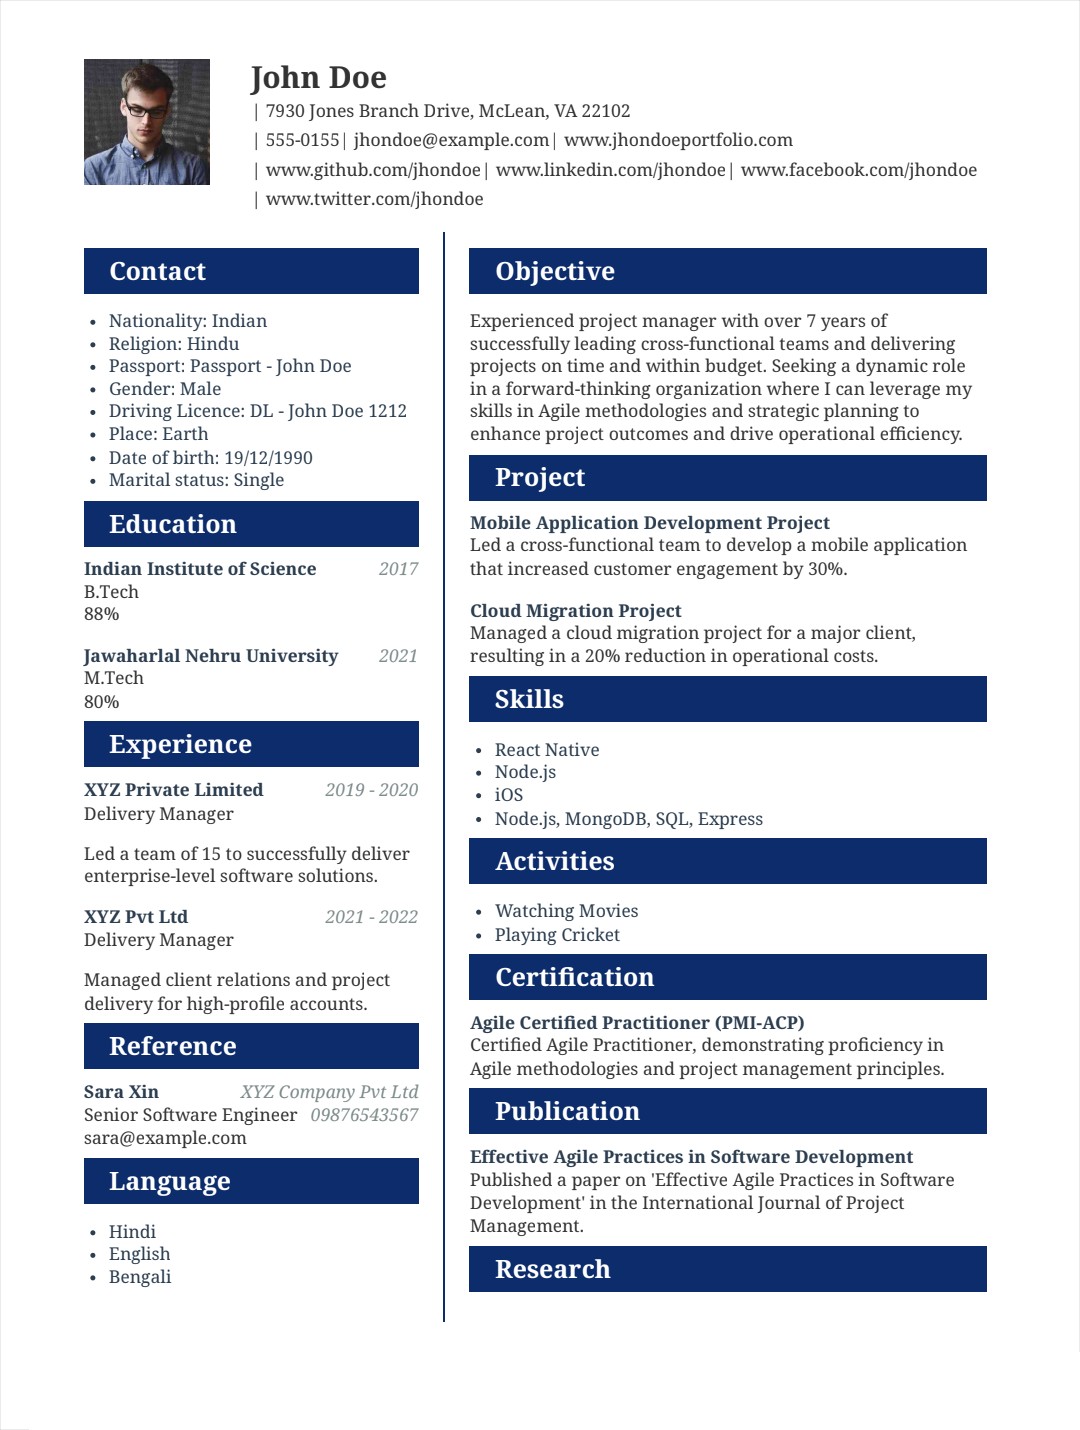 John Doe
| 7930 Jones Branch Drive, McLean, VA 22102
| 555-0155| jhondoe@example.com| www.jhondoeportfolio.com
| www.github.com/jhondoe| www.linkedin.com/jhondoe| www.facebook.com/jhondoe
| www.twitter.com/jhondoe
Contact
• Nationality: Indian
• Religion: Hindu
• Passport: Passport - John Doe
• Gender: Male
• Driving Licence: DL - John Doe 1212
• Place: Earth
• Date of birth: 19/12/1990
• Marital status: Single
Education
Indian Institute of Science 2017
B.Tech
88%
Jawaharlal Nehru University 2021
M.Tech
80%
Experience
XYZ Private Limited 2019 - 2020
Delivery Manager
Led a team of 15 to successfully deliver
enterprise-level software solutions.
XYZ Pvt Ltd 2021 - 2022
Delivery Manager
Managed client relations and project
delivery for high-profile accounts.
Reference
Sara Xin XYZ Company Pvt Ltd
Senior Software Engineer 09876543567
sara@example.com
Language
• Hindi
• English
• Bengali
Objective
Experienced project manager with over 7 years of
successfully leading cross-functional teams and delivering
projects on time and within budget. Seeking a dynamic role
in a forward-thinking organization where I can leverage my
skills in Agile methodologies and strategic planning to
enhance project outcomes and drive operational efficiency.
Project
Mobile Application Development Project
Led a cross-functional team to develop a mobile application
that increased customer engagement by 30%.
Cloud Migration Project
Managed a cloud migration project for a major client,
resulting in a 20% reduction in operational costs.
Skills
• React Native
• Node.js
• iOS
• Node.js, MongoDB, SQL, Express
Activities
• Watching Movies
• Playing Cricket
Certification
Agile Certified Practitioner (PMI-ACP)
Certified Agile Practitioner, demonstrating proficiency in
Agile methodologies and project management principles.
Publication
Effective Agile Practices in Software Development
Published a paper on 'Effective Agile Practices in Software
Development' in the International Journal of Project
Management.
Research